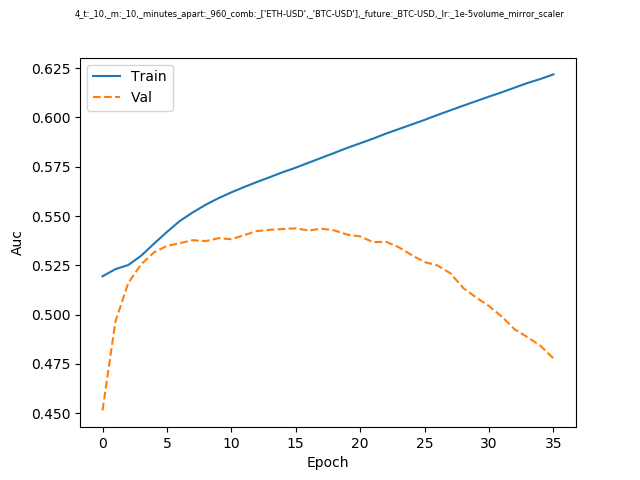 4_t:_10,_m:_10,_minutes_apart:_960_comb:_['ETH-USD',_'BTC-USD'],_future:_BTC-USD,_lr:_1e-5volume_mirror_scaler
Train
Val
0.625
0.600
0.575
0.550
0.525
0.500
0.475
0.450
Auc
0 5 10 15 20 25 30 35
Epoch